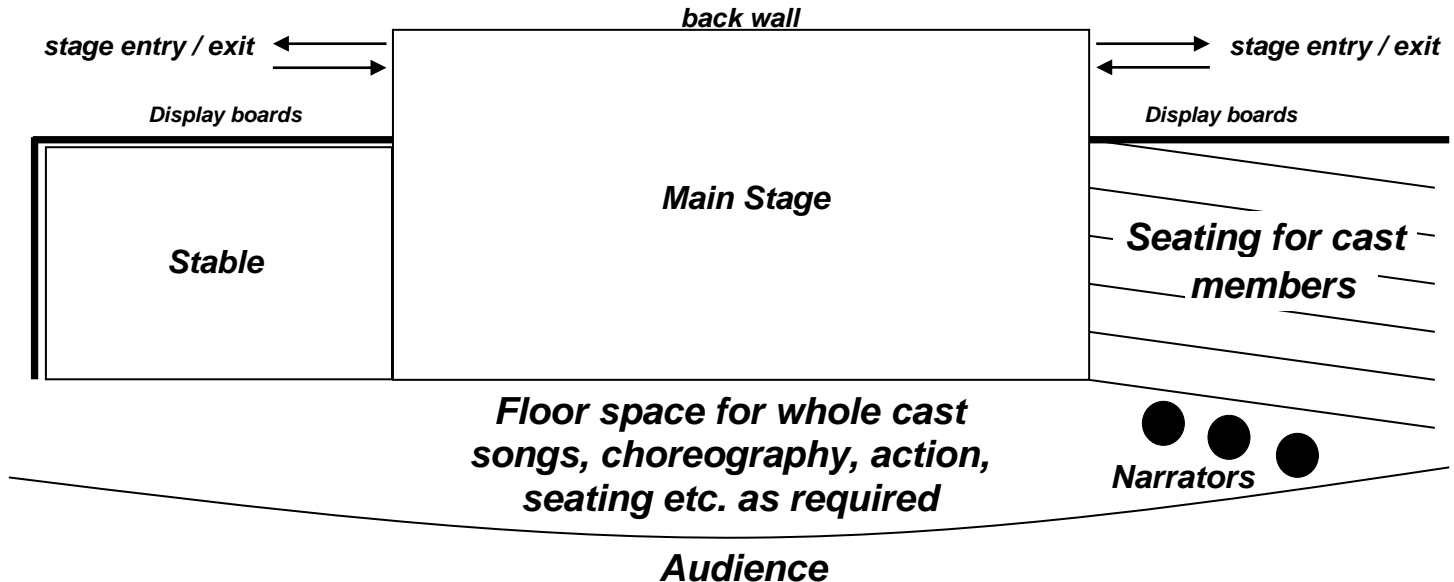 back wall
stage entry / exit
stage entry / exit
Display boards
Display boards
Main Stage
Stable
Seating for cast
members
Floor space for whole cast
songs, choreography, action,
seating etc. as required
Narrators
Audience